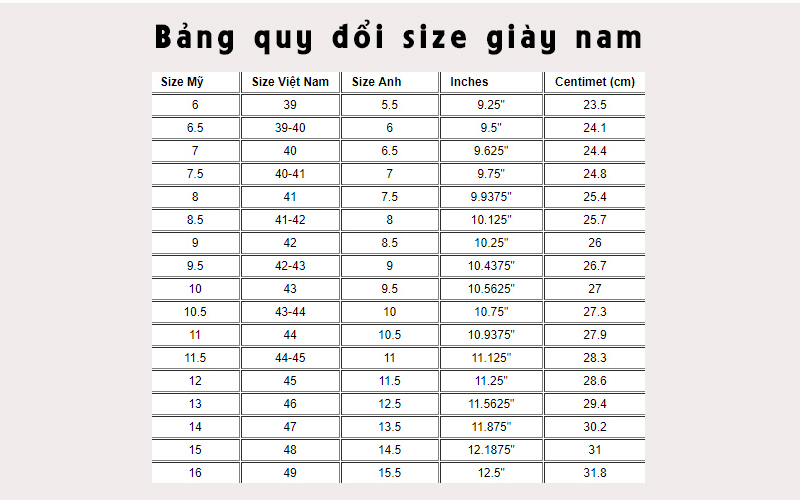 Bảng quy đổi size giày nam
Size Mỹ Size Việt Nam Size Anh Inches Centimet (cm)
6 39 5.5 9.25" 23.5
6.5 39-40 6 9.5" 24.1
7 40 6.5 9.625" 24.4
7.5 40-41 7 9.75" 24.8
8 41 7.5 9.9375" 25.4
8.5 41-42 8 10.125" 25.7
9 42 8.5 10.25" 26
9.5 42-43 9 10.4375" 26.7
10 43 9.5 10.5625" 27
10.5 43-44 10 10.75" 27.3
11 44 10.5 10.9375" 27.9
11.5 44-45 11 11.125" 28.3
12 45 11.5 11.25" 28.6
13 46 12.5 11.5625" 29.4
14 47 13.5 11.875" 30.2
15 48 14.5 12.1875" 31
16 49 15.5 12.5" 31.8